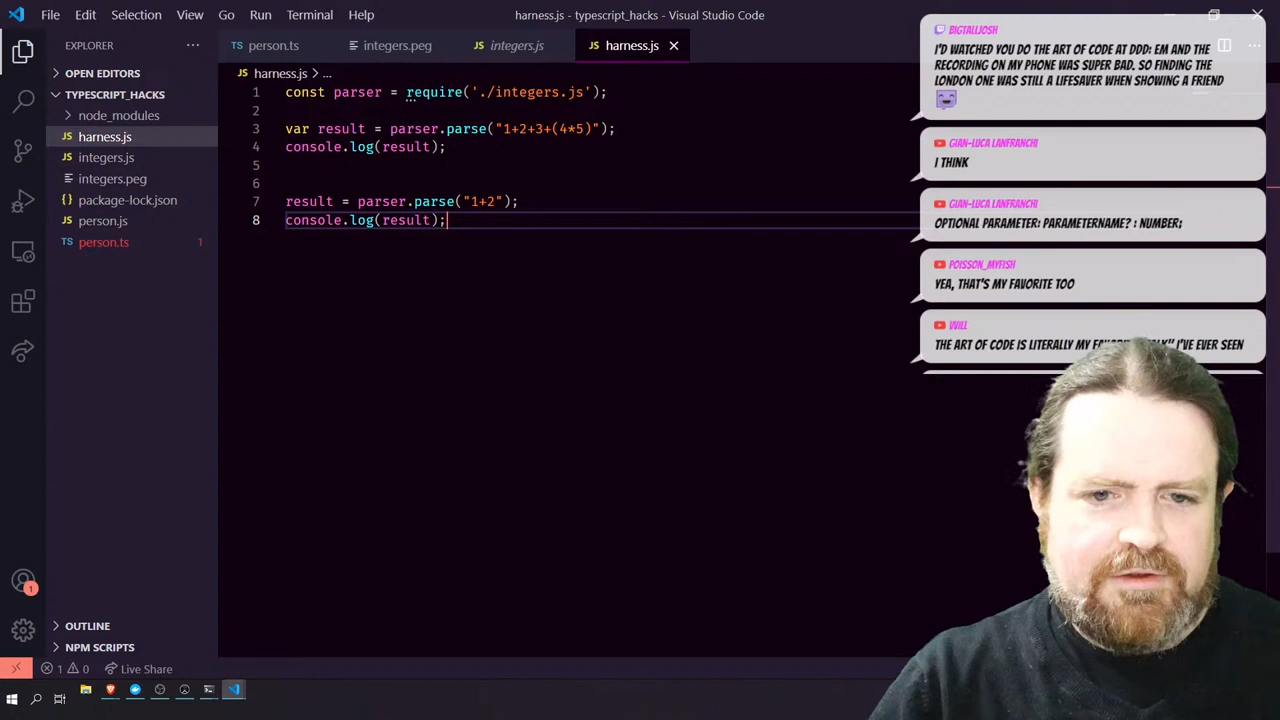 File Edit Selection View Go Run Terminal Help
harness.js - typescript_hacks - Visual Studio Code
EXPLORER
OPEN EDITORS
TYPESCRIPT_HACKS
node_modules
JS harness.js
JS integers.js
integers.peg
{} package-lock.json
JS person.js
TS person.ts 1
OUTLINE
NPM SCRIPTS
TS person.ts
integers.peg
JS integers.js
JS harness.js
JS harness.js > ...
1 const parser = require('./integers.js');
2
3 var result = parser.parse("1+2+3+(4*5)");
4 console.log(result);
5
6
7 result = parser.parse("1+2");
8 console.log(result);
BIGTALLJOSH
I'D WATCHED YOU DO THE ART OF CODE AT DDD: EM AND THE
RECORDING ON MY PHONE WAS SUPER BAD. SO FINDING THE
LONDON ONE WAS STILL A LIFESAVER WHEN SHOWING A FRIEND
GIAN-LUCA LANFRANCHI
I THINK
GIAN-LUCA LANFRANCHI
OPTIONAL PARAMETER: PARAMETERNAME? : NUMBER;
POISSON_MYFISH
YEA, THAT'S MY FAVORITE TOO
WILL
THE ART OF CODE IS LITERALLY MY TALK" I'VE EVER SEEN
1
1 0 Live Share